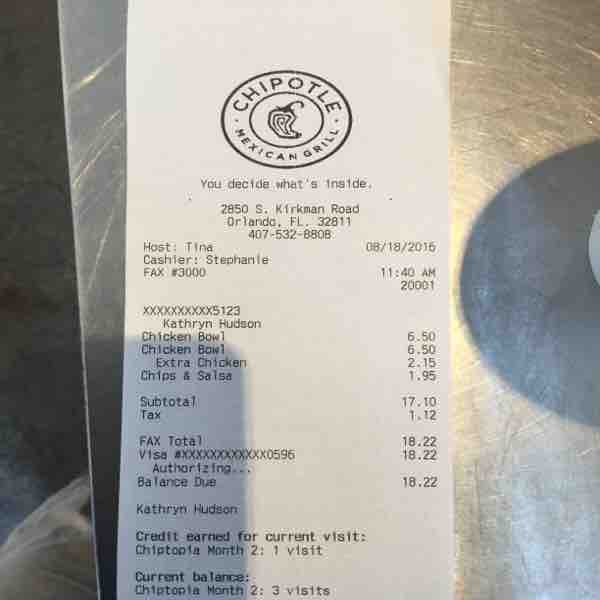 CHIPOTLE
MEXICAN GRILL
You decide what's inside.
2850 S. Kirkman Road
Orlando, FL. 32811
407-532-8808
Host: Tina 08/18/2016
Cashier: Stephanie
FAX #3000 11:40 AM
20001
XXXXXXXXXX5123
Kathryn Hudson
Chicken Bowl 6.50
Chicken Bowl 6.50
Extra Chicken 2.15
Chips & Salsa 1.95
Subtotal 17.10
Tax 1.12
FAX Total 18.22
Visa #XXXXXXXXXXXX0596 18.22
Authorizing...
Balance Due 18.22
Kathryn Hudson
Credit earned for current visit:
Chiptopia Month 2: 1 visit
Current balance:
Chiptopia Month 2: 3 visits